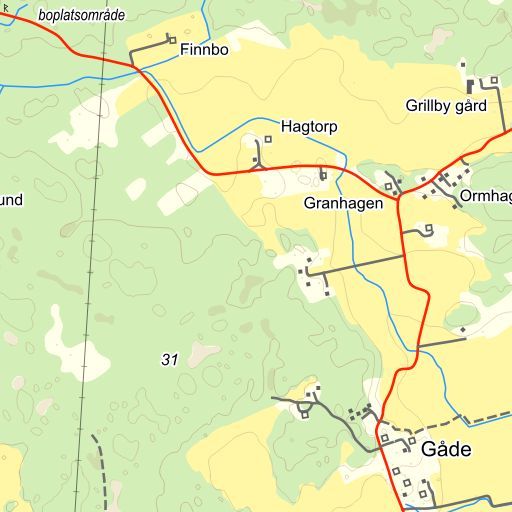 boplatsområde
Finnbo
Grillby gård
Hagtorp
Granhagen
Ormhag
und
31
Gåde